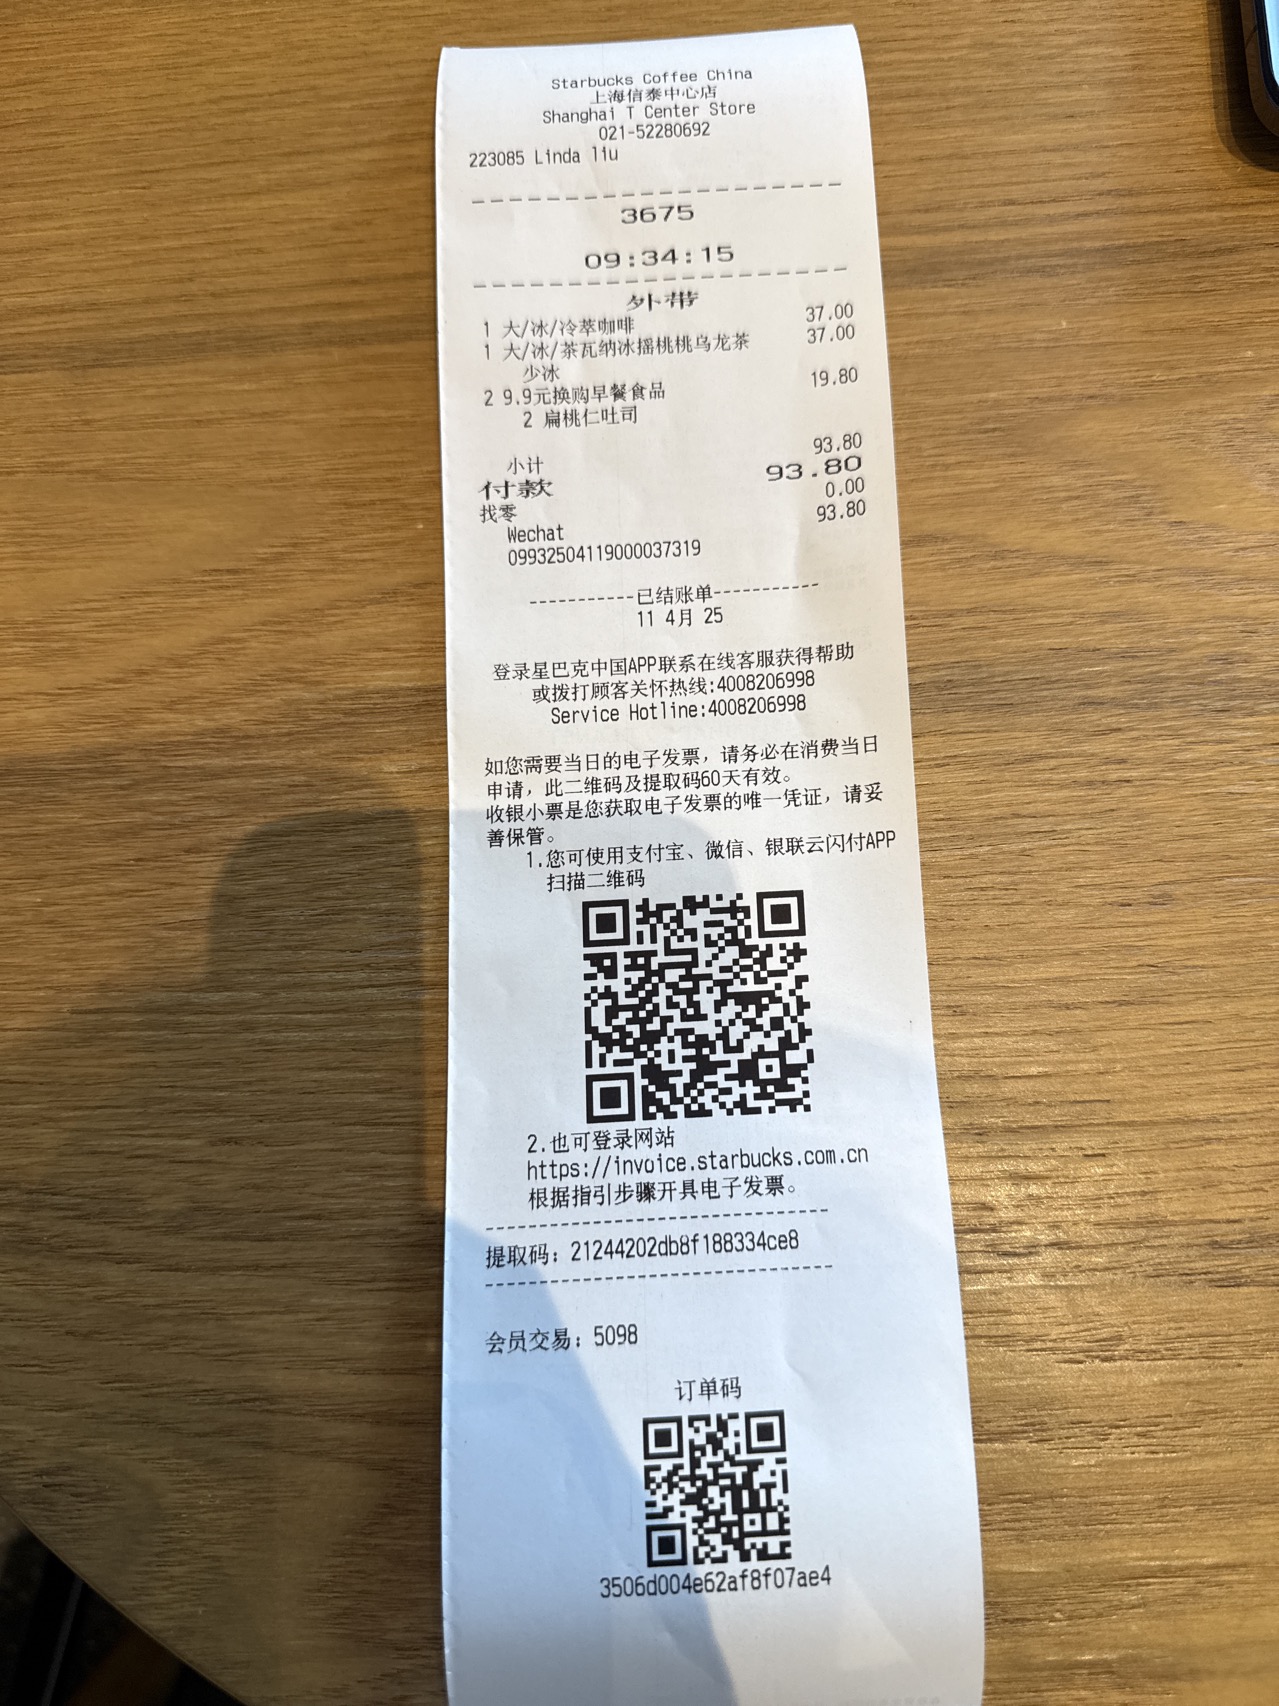 Starbucks Coffee China
上海信泰中心店
Shanghai T Center Store
021-52280692
223085 Linda liu
3675
09:34:15
外带
1 大/冰/冷萃咖啡 37.00
1 大/冰/茶瓦纳冰摇桃桃乌龙茶 37.00
少冰
2 9.9元换购早餐食品 19.80
2 扁桃仁吐司
小计 93.80
付款 93.80
找零 0.00
Wechat 93.80
09932504119000037319
-----------已结账单-----------
11 4月 25
登录星巴克中国APP联系在线客服获得帮助
或拨打顾客关怀热线:4008206998
Service Hotline:4008206998
如您需要当日的电子发票，请务必在消费当日
申请，此二维码及提取码60天有效。
收银小票是您获取电子发票的唯一凭证，请妥
善保管。
1.您可使用支付宝、微信、银联云闪付APP
扫描二维码
2.也可登录网站
https://invoice.starbucks.com.cn
根据指引步骤开具电子发票。
提取码: 21244202db8f188334ce8
会员交易: 5098
订单码
3506d004e62af8f07ae4